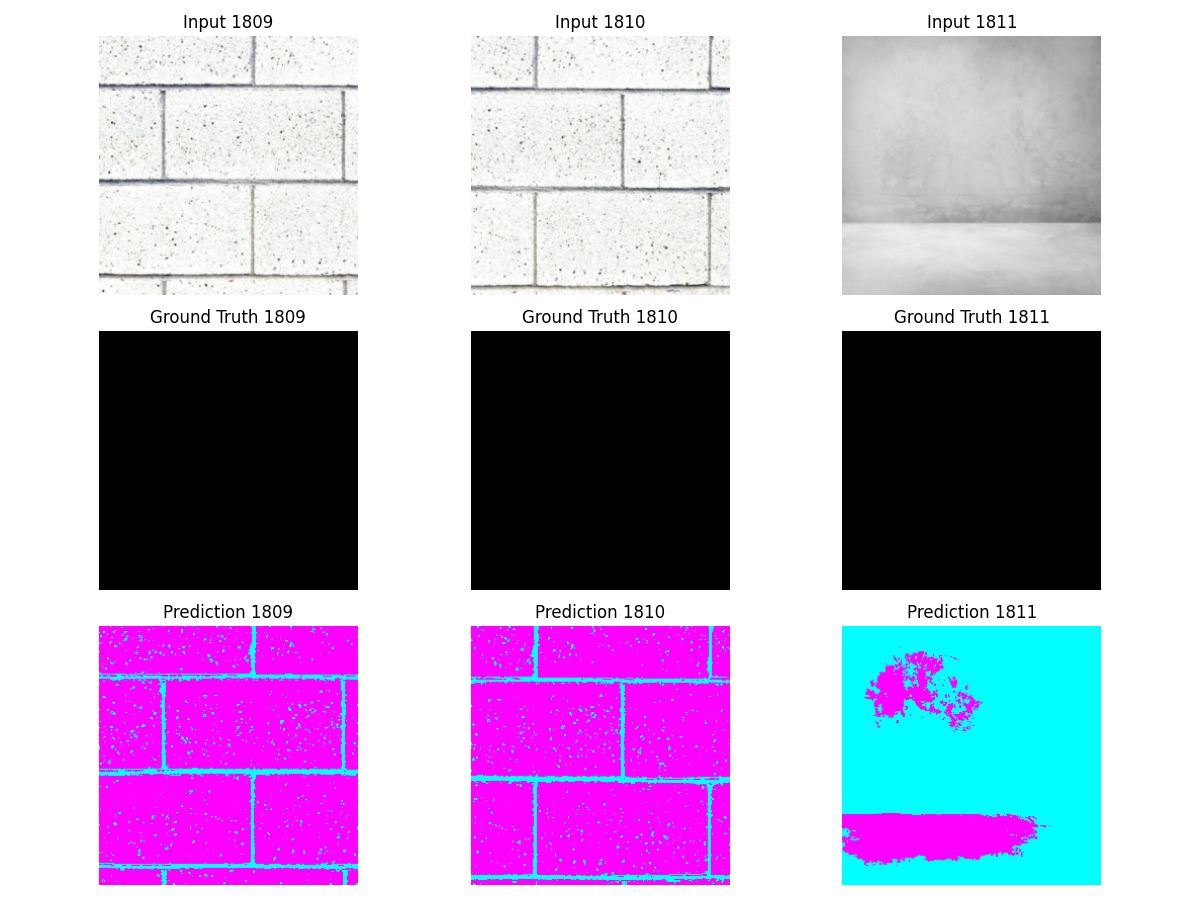 Input 1809
Input 1810
Input 1811
Ground Truth 1809
Ground Truth 1810
Ground Truth 1811
Prediction 1809
Prediction 1810
Prediction 1811